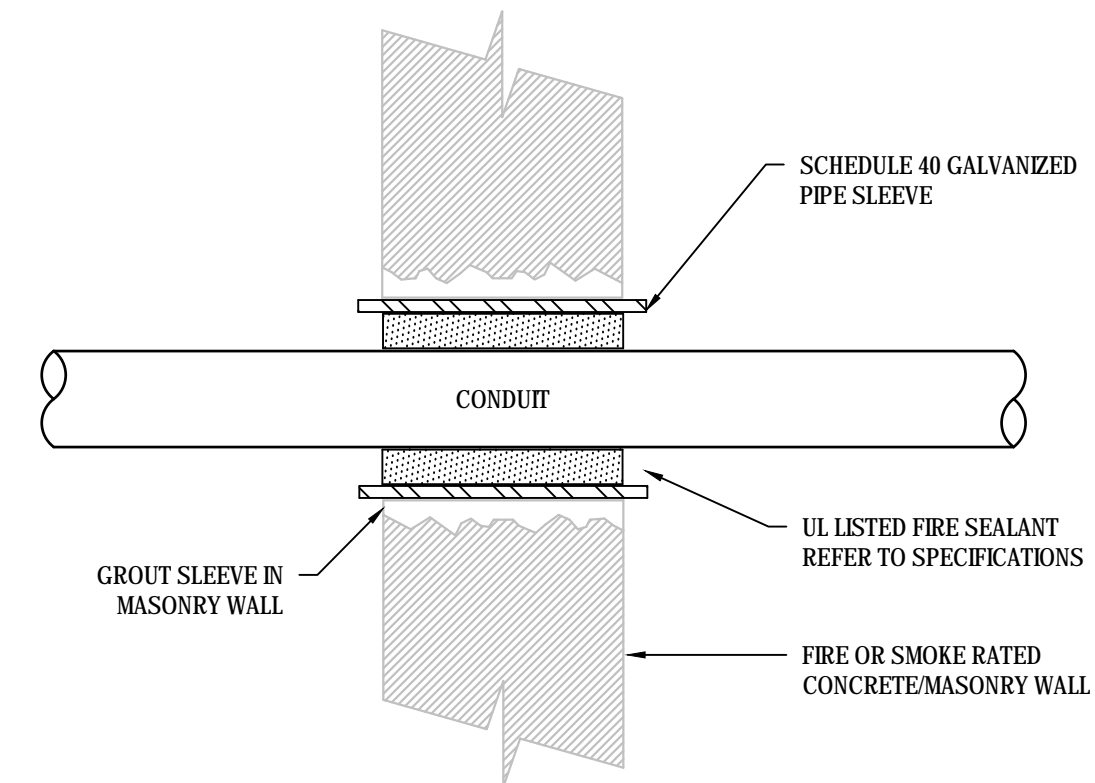 SCHEDULE 40 GALVANIZED
PIPE SLEEVE
CONDUIT
UL LISTED FIRE SEALANT
REFER TO SPECIFICATIONS
GROUT SLEEVE IN
MASONRY WALL
FIRE OR SMOKE RATED
CONCRETE/MASONRY WALL